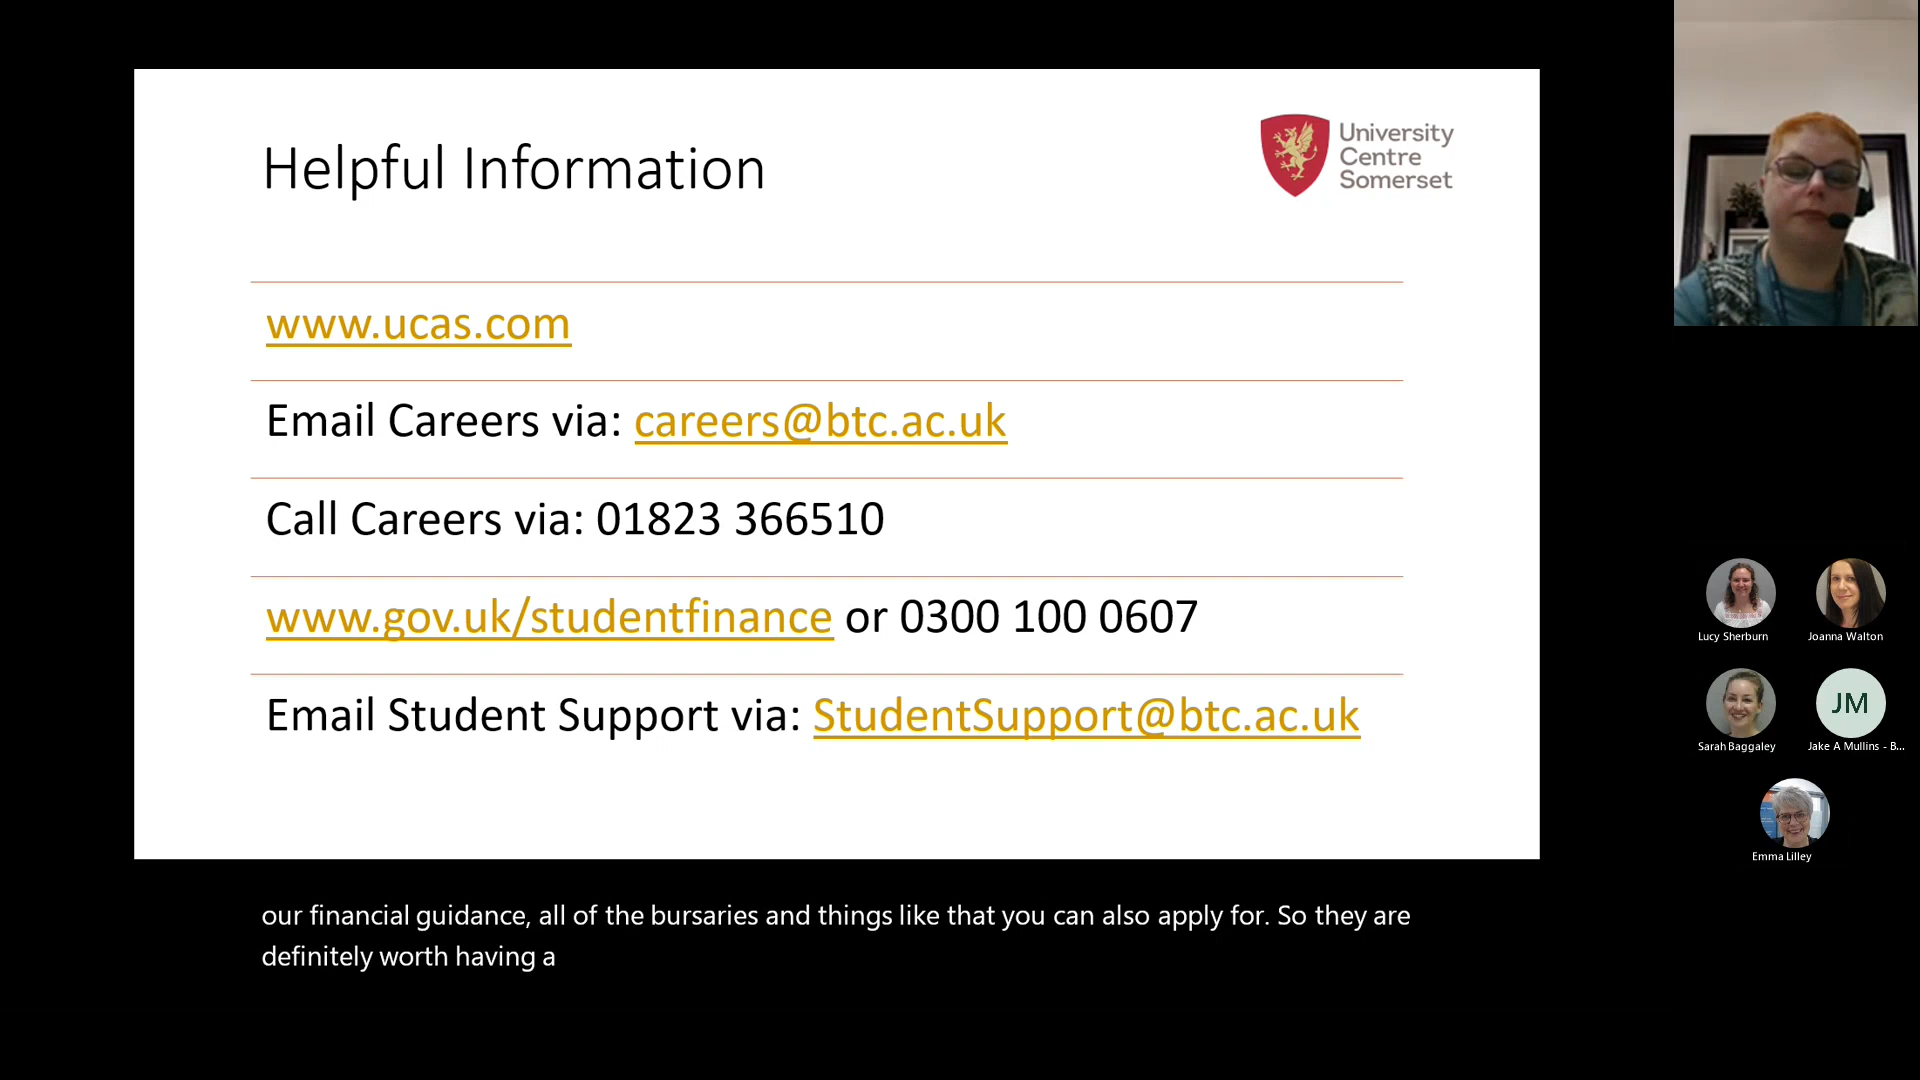 Helpful Information
University
Centre
Somerset
www.ucas.com
Email Careers via: careers@btc.ac.uk
Call Careers via: 01823 366510
www.gov.uk/studentfinance or 0300 100 0607
Email Student Support via: StudentSupport@btc.ac.uk
Lucy Sherburn
Joanna Walton
JM
Sarah Baggaley
Jake A Mullins - B...
Emma Lilley
our financial guidance, all of the bursaries and things like that you can also apply for. So they are
definitely worth having a